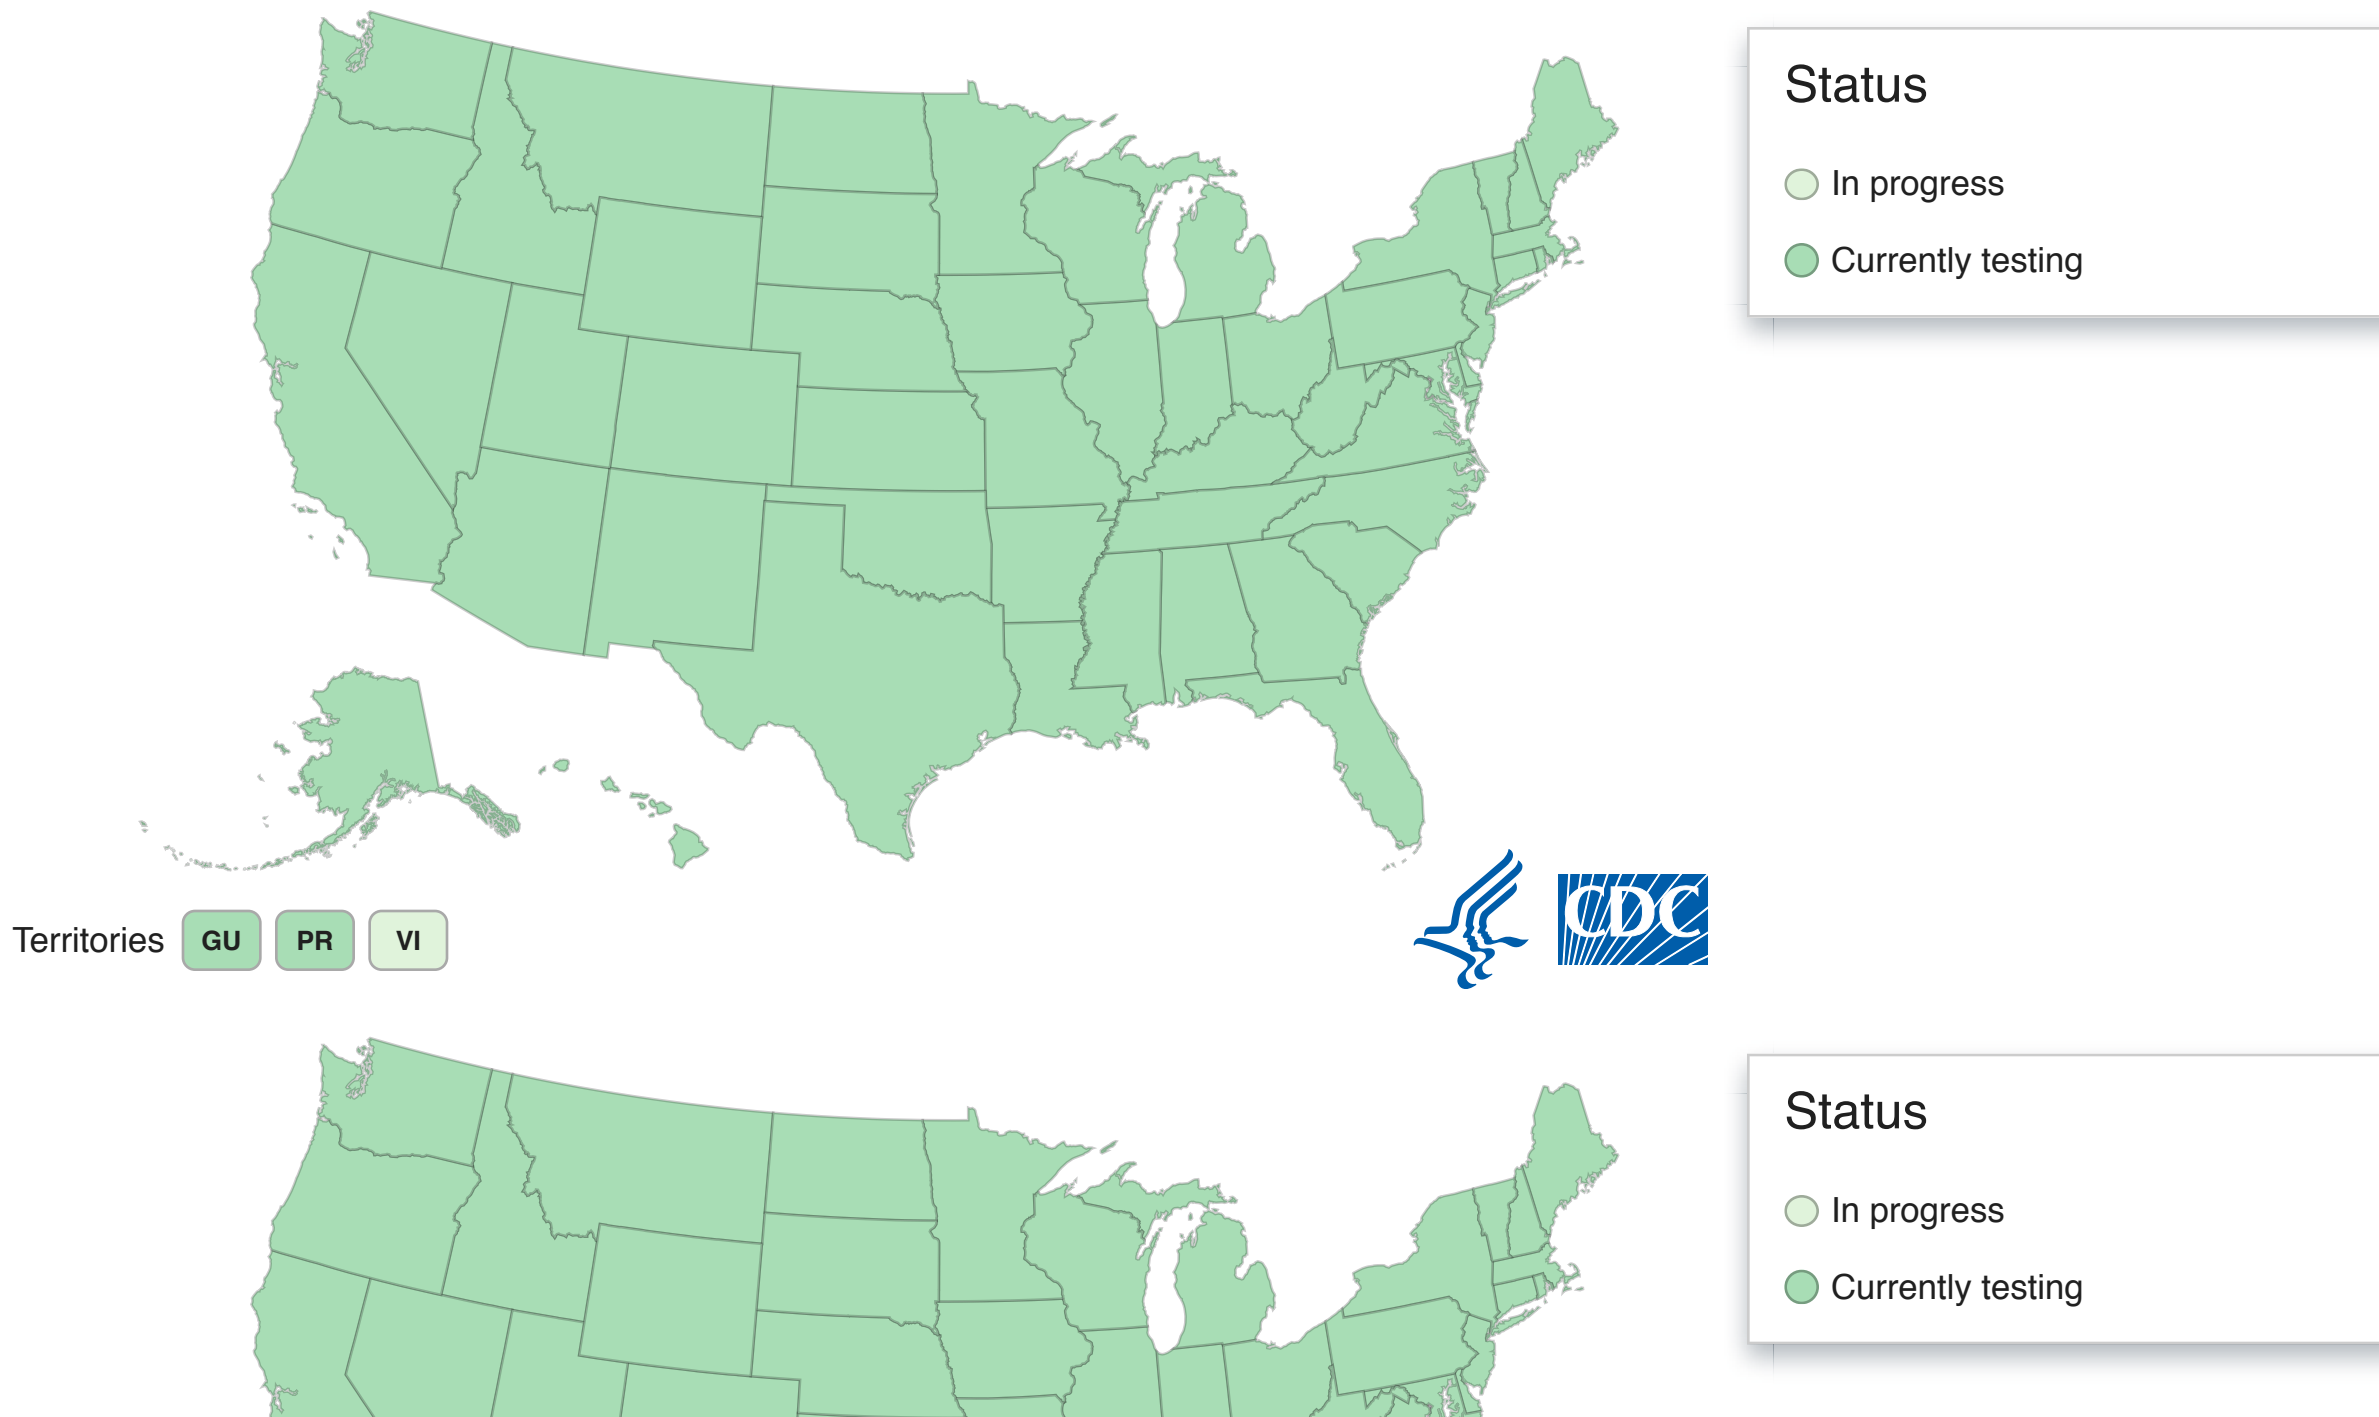 Status
In progress
Currently testing
Territories GU PR VI
CDC
Status
In progress
Currently testing